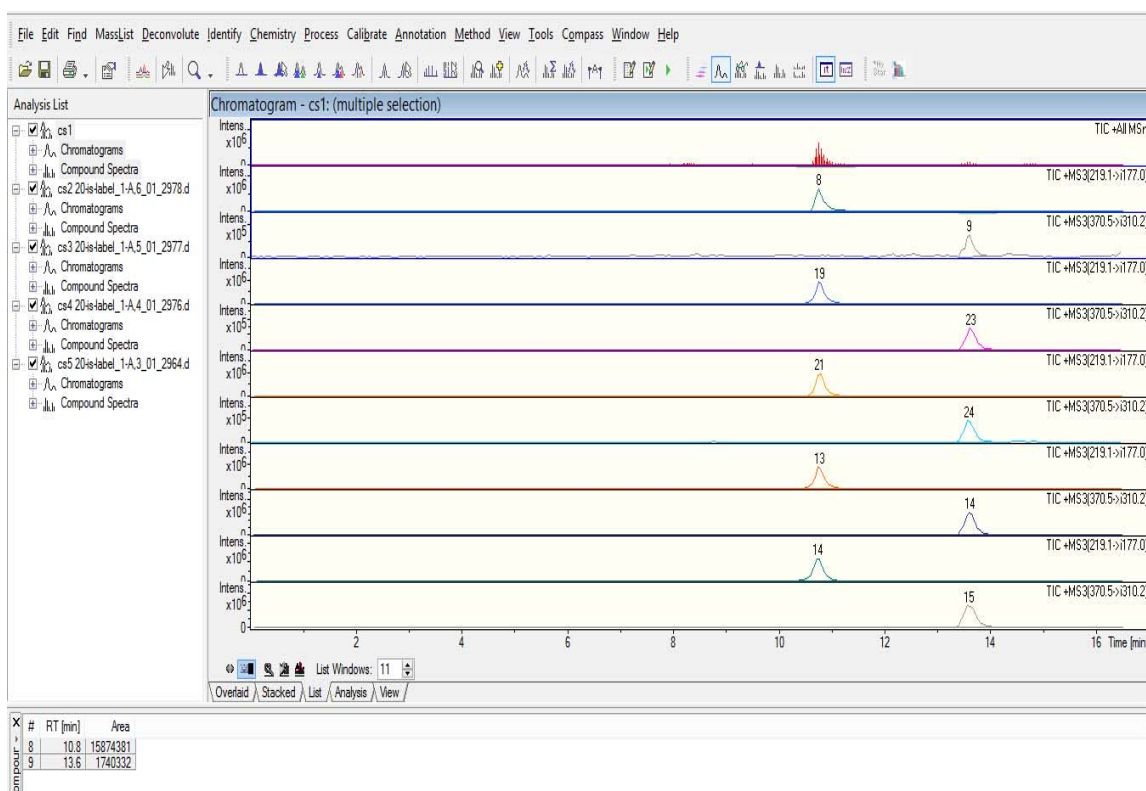 File Edit Find MassList Deconvolute Identify Chemistry Process Calibrate Annotation Method View Tools Compass Window Help
Analysis List
cs1
Chromatograms
Compound Spectra
cs2 20-is-label_1-A,6_01_2978.d
Chromatograms
Compound Spectra
cs3 20-is-label_1-A,5_01_2977.d
Chromatograms
Compound Spectra
cs4 20-is-label_1-A,4_01_2976.d
Chromatograms
Compound Spectra
cs5 20-is-label_1-A,3_01_2964.d
Chromatograms
Compound Spectra
Chromatogram - cs1: (multiple selection)
Intens. x10⁶ 0 TIC +All MSn
Intens. x10⁶ 8 TIC +MS3(219.1->i177.0)
Intens. x10⁵ 9 TIC +MS3(370.5->i310.2)
Intens. x10⁶ 19 TIC +MS3(219.1->i177.0)
Intens. x10⁵ 23 TIC +MS3(370.5->i310.2)
Intens. x10⁶ 21 TIC +MS3(219.1->i177.0)
Intens. x10⁵ 24 TIC +MS3(370.5->i310.2)
Intens. x10⁶ 13 TIC +MS3(219.1->i177.0)
Intens. x10⁶ 14 TIC +MS3(370.5->i310.2)
Intens. x10⁶ 14 TIC +MS3(219.1->i177.0)
Intens. x10⁶ 0 15 TIC +MS3(370.5->i310.2)
2 4 6 8 10 12 14 16 Time [min]
List Windows: 11
Overlaid Stacked List Analysis View
# RT [min] Area
8 10.8 15874381
9 13.6 1740332